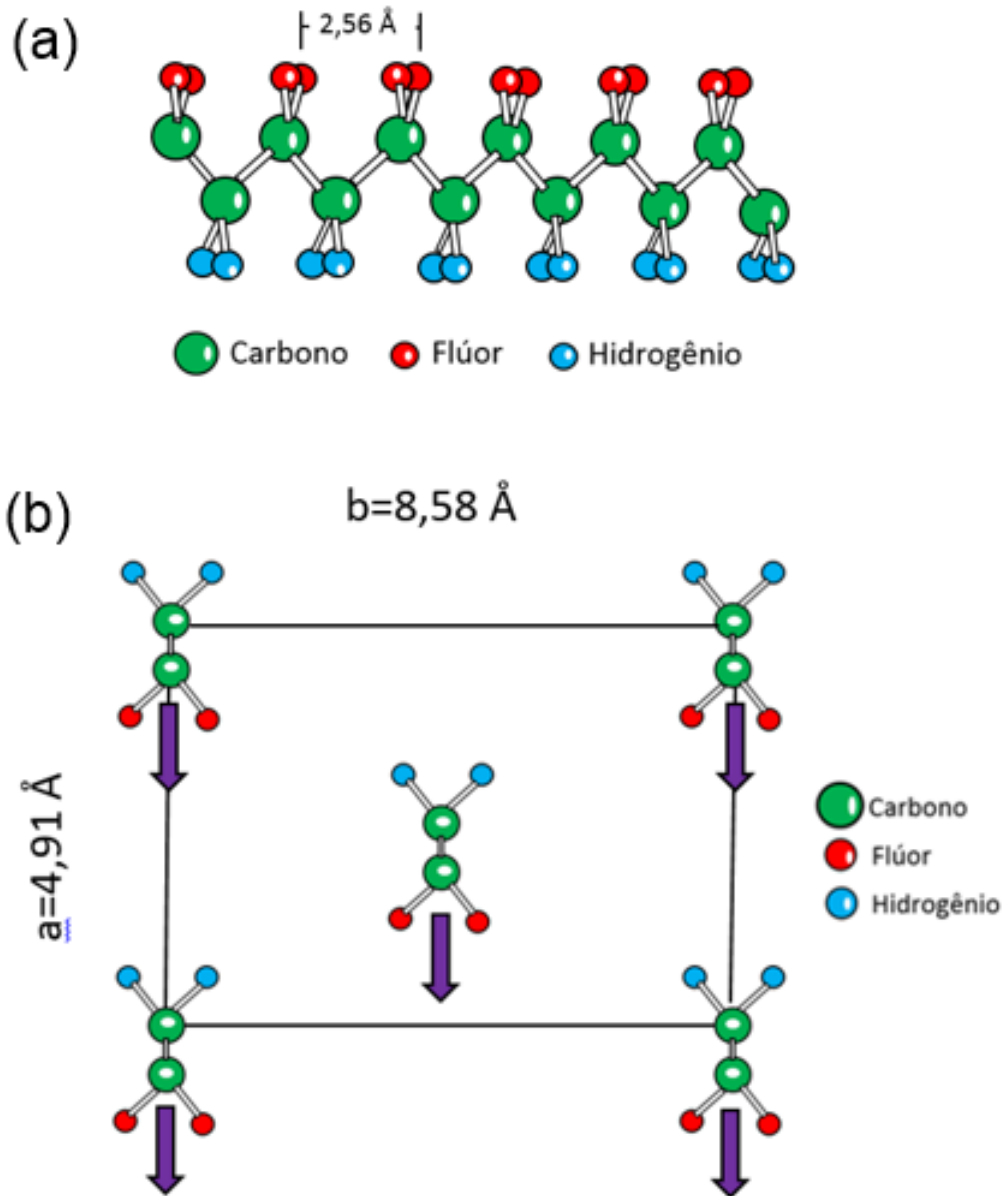 (a)
2,56 Å
Carbono
Flúor
Hidrogênio
(b)
b=8,58 Å
a=4,91 Å
Carbono
Flúor
Hidrogênio